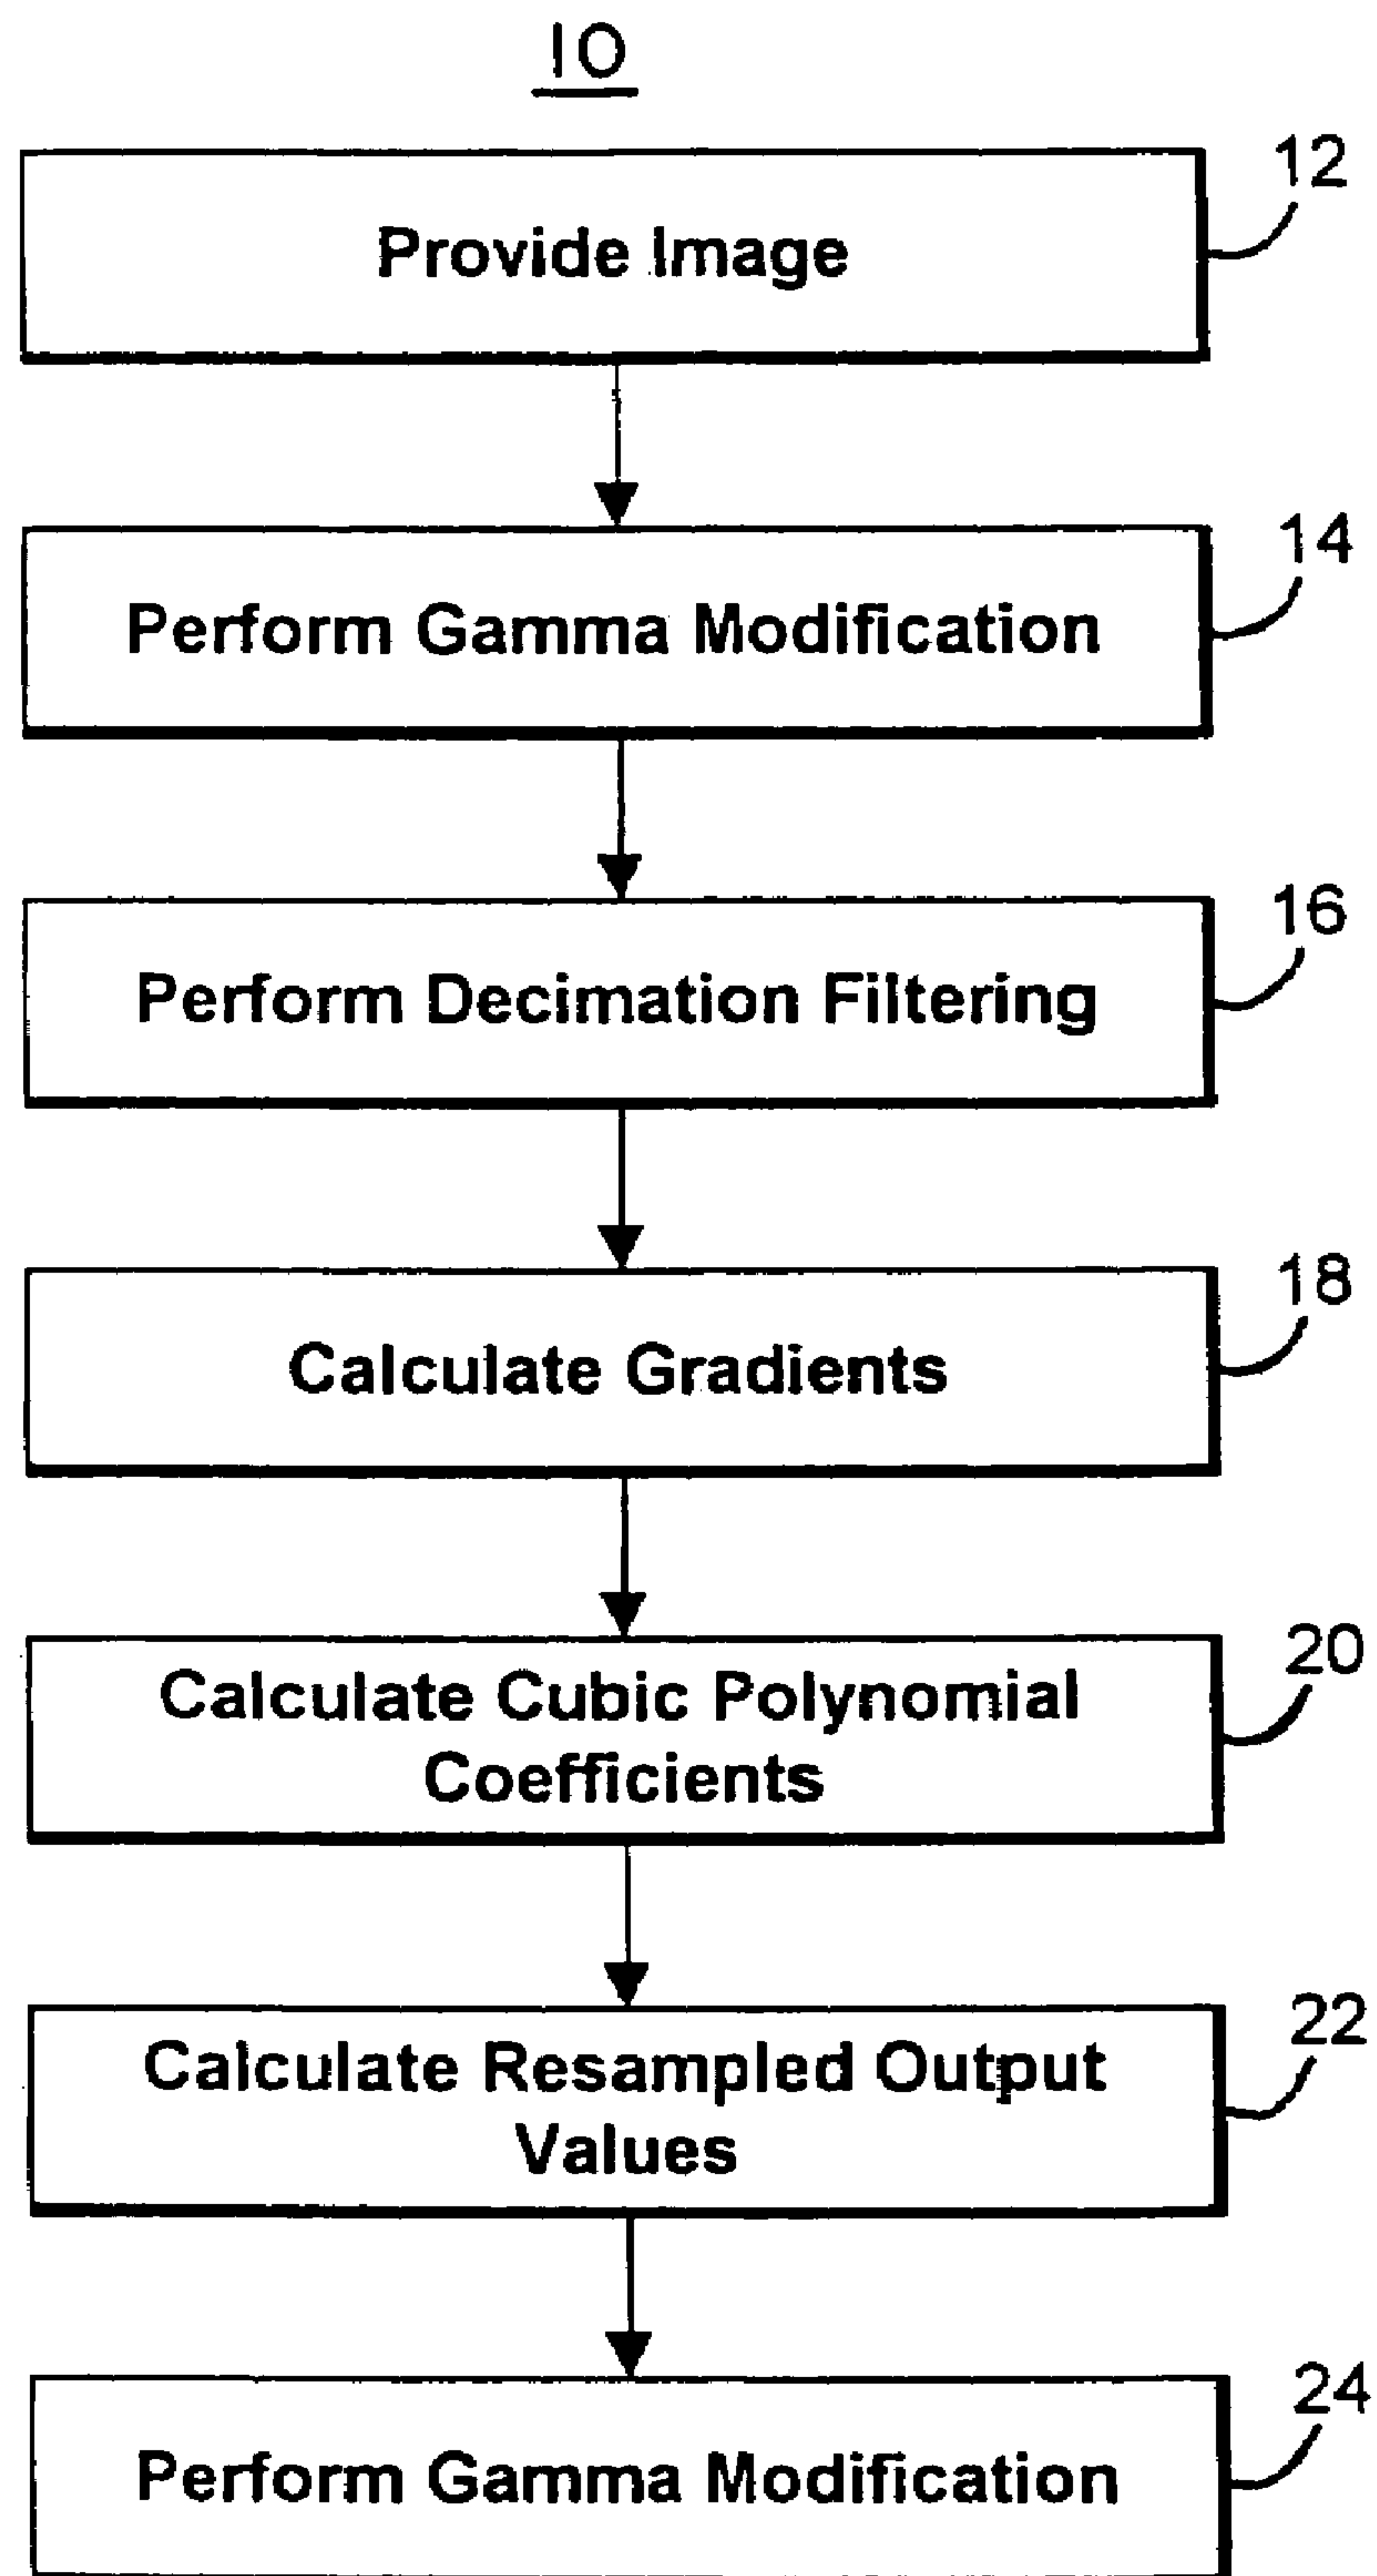 10
12
Provide Image
14
Perform Gamma Modification
16
Perform Decimation Filtering
18
Calculate Gradients
20
Calculate Cubic Polynomial
Coefficients
22
Calculate Resampled Output
Values
24
Perform Gamma Modification